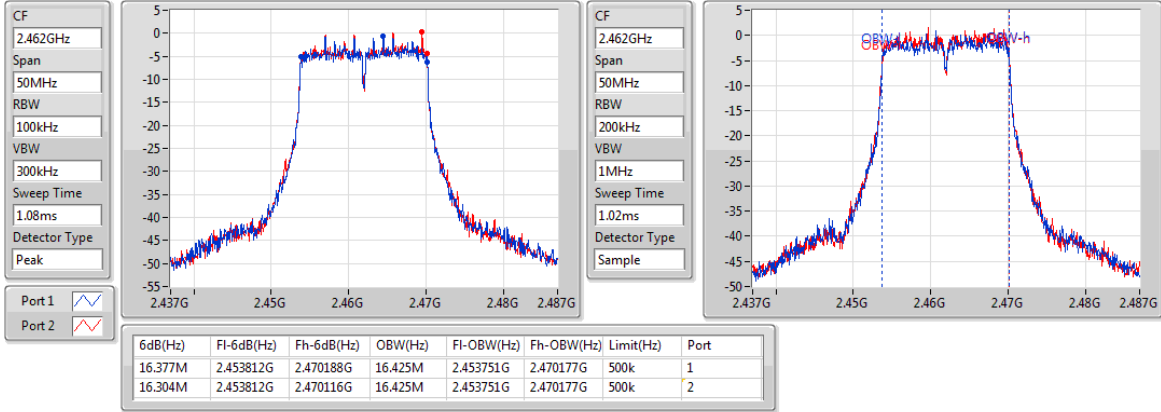 CF
2.462GHz
Span
50MHz
RBW
100kHz
VBW
300kHz
Sweep Time
1.08ms
Detector Type
Peak
5
0
-5
-10
-15
-20
-25
-30
-35
-40
-45
-50
-55
2.437G 2.45G 2.46G 2.47G 2.48G 2.487G
CF
2.462GHz
Span
50MHz
RBW
200kHz
VBW
1MHz
Sweep Time
1.02ms
Detector Type
Sample
5
0
-5
-10
-15
-20
-25
-30
-35
-40
-45
-50
OBW-h
2.437G 2.45G 2.46G 2.47G 2.48G 2.487G
Port 1
Port 2
6dB(Hz) Fl-6dB(Hz) Fh-6dB(Hz) OBW(Hz) Fl-OBW(Hz) Fh-OBW(Hz) Limit(Hz) Port
16.377M 2.453812G 2.470188G 16.425M 2.453751G 2.470177G 500k 1
16.304M 2.453812G 2.470116G 16.425M 2.453751G 2.470177G 500k 2